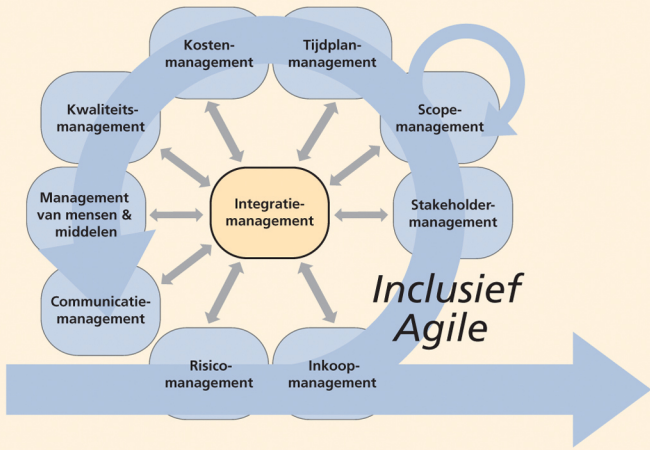 Kosten-
management
Tijdplan-
management
Kwaliteits-
management
Scope-
management
Management
van mensen &
middelen
Integratie-
management
Stakeholder-
management
Communicatie-
management
Inclusief
Agile
Risico-
management
Inkoop-
management